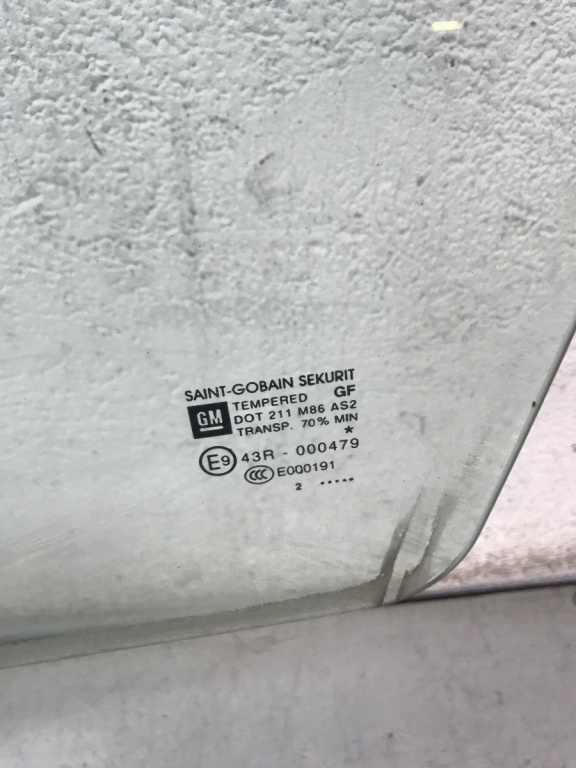 SAINT-GOBAIN SEKURIT
GM TEMPERED GF
DOT 211 M86 AS2
TRANSP. 70% MIN
*
E9 43R - 000479
CCC E000191
2 •••••